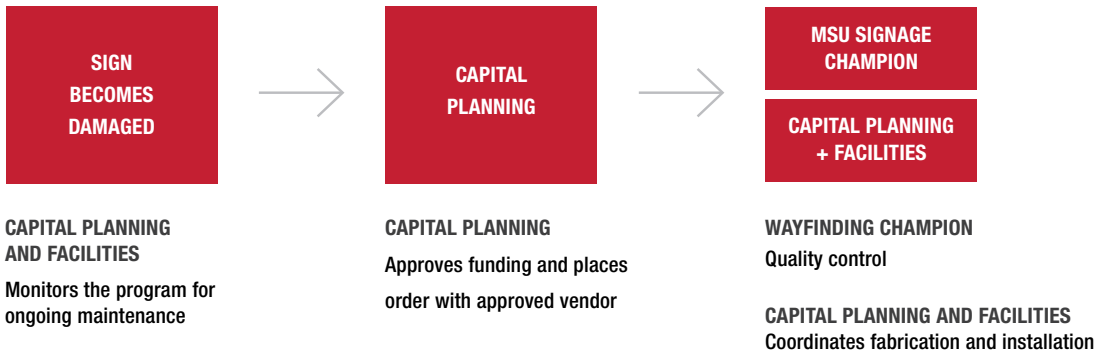 SIGN
BECOMES
DAMAGED
CAPITAL
PLANNING
MSU SIGNAGE
CHAMPION
CAPITAL PLANNING
+ FACILITIES
CAPITAL PLANNING
AND FACILITIES
Monitors the program for
ongoing maintenance
CAPITAL PLANNING
Approves funding and places
order with approved vendor
WAYFINDING CHAMPION
Quality control
CAPITAL PLANNING AND FACILITIES
Coordinates fabrication and installation